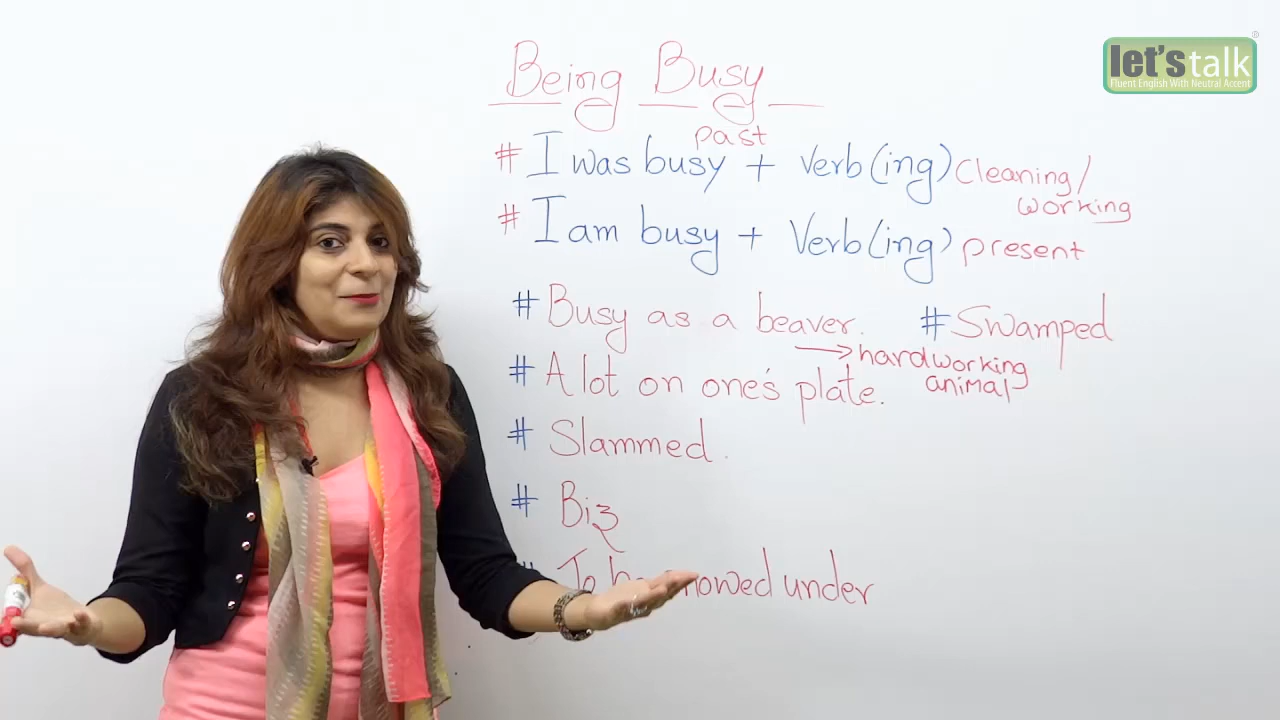 let's talk
®
Fluent English With Neutral Accent
Being Busy
past
# I was busy + verb(ing) cleaning/
working
# I am busy + Verb(ing) present
# Busy as a beaver.
# Swamped
→ hardworking
animal
# A lot on one's plate.
# Slammed.
# Biz
# To under